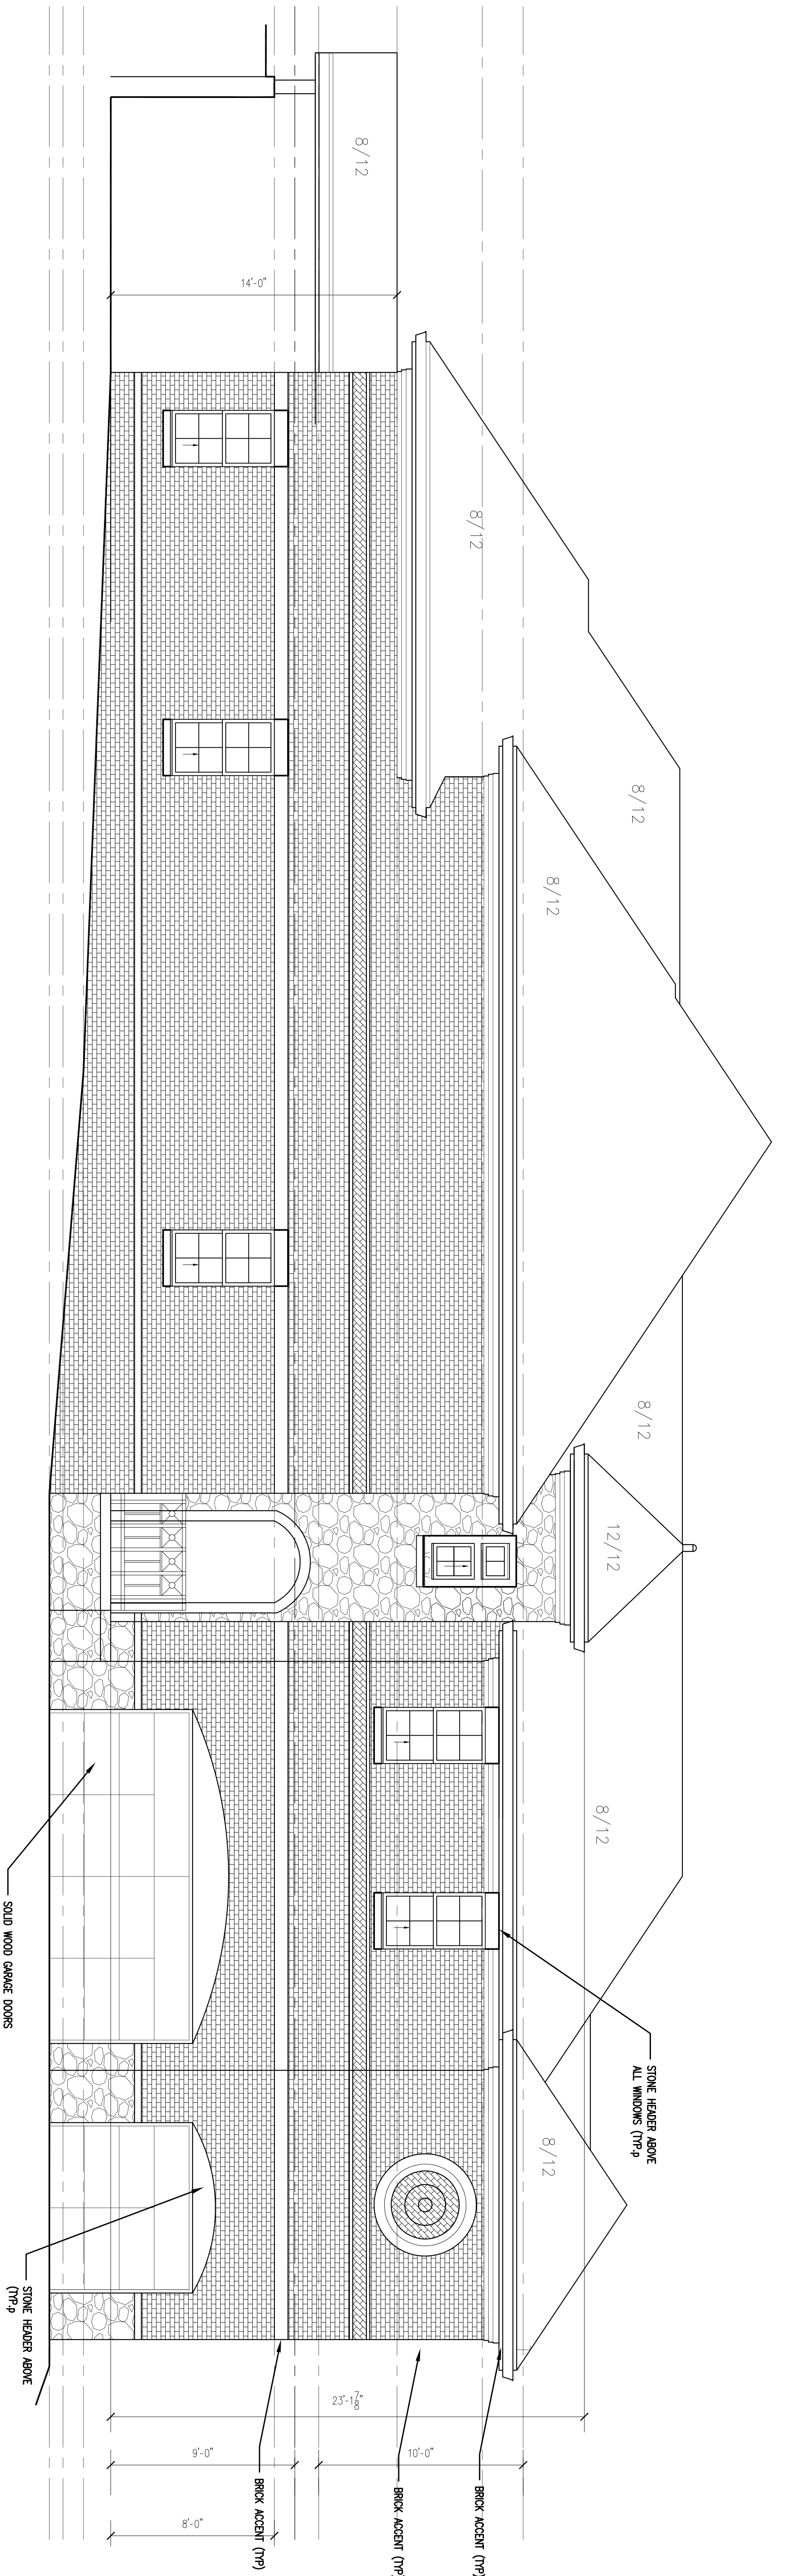 8/12
14'-0"
8/12
8/12
8/12
8/12
12/12
8/12
8/12
STONE HEADER ABOVE
ALL WINDOWS (TYP.p
SOLID WOOD GARAGE DOORS
STONE HEADER ABOVE
(TYP.p
23'-1 7/8"
9'-0"
10'-0"
8'-0"
BRICK ACCENT (TYP)
BRICK ACCENT (TYP)
BRICK ACCENT (TYP)